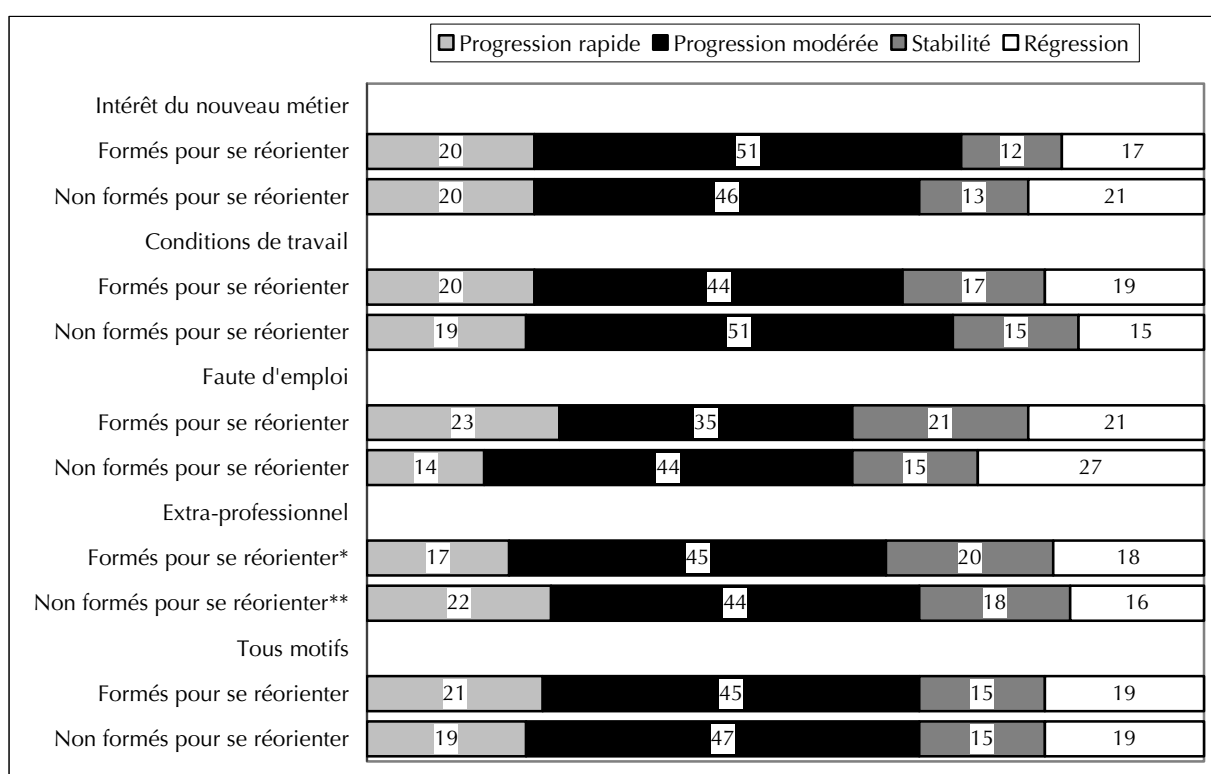 Progression rapide Progression modérée Stabilité Régression
Intérêt du nouveau métier
Formés pour se réorienter 20 51 12 17
Non formés pour se réorienter 20 46 13 21
Conditions de travail
Formés pour se réorienter 20 44 17 19
Non formés pour se réorienter 19 51 15 15
Faute d'emploi
Formés pour se réorienter 23 35 21 21
Non formés pour se réorienter 14 44 15 27
Extra-professionnel
Formés pour se réorienter* 17 45 20 18
Non formés pour se réorienter** 22 44 18 16
Tous motifs
Formés pour se réorienter 21 45 15 19
Non formés pour se réorienter 19 47 15 19